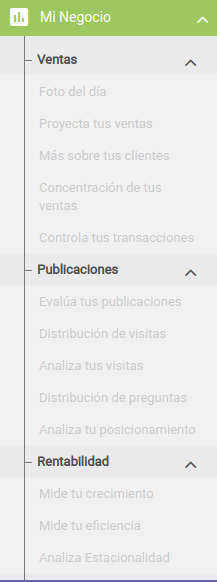 Mi Negocio
Ventas
Foto del día
Proyecta tus ventas
Más sobre tus clientes
Concentración de tus
ventas
Controla tus transacciones
Publicaciones
Evalúa tus publicaciones
Distribución de visitas
Analiza tus visitas
Distribución de preguntas
Analiza tu posicionamiento
Rentabilidad
Mide tu crecimiento
Mide tu eficiencia
Analiza Estacionalidad